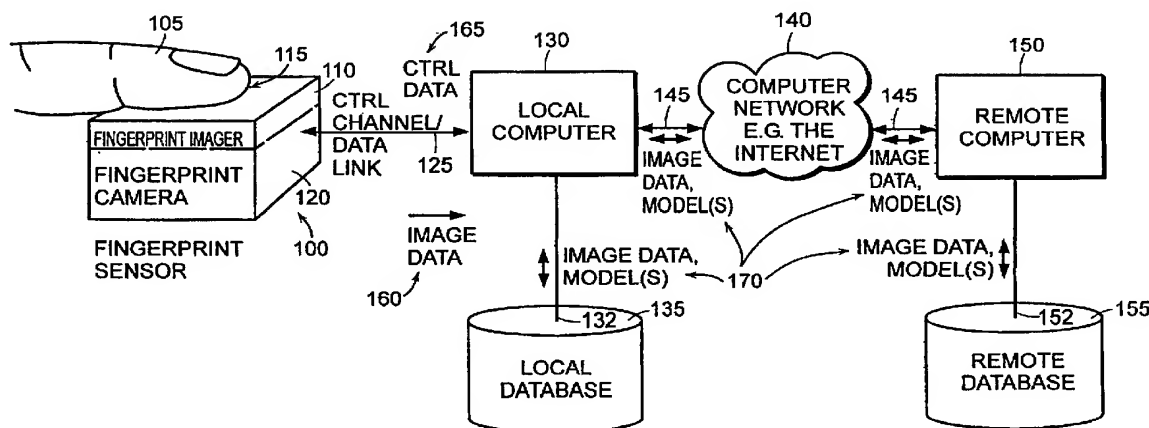 105
115
110
165
CTRL
DATA
130
140
150
FINGERPRINT IMAGER
FINGERPRINT
CAMERA
120
100
FINGERPRINT
SENSOR
CTRL
CHANNEL/
DATA
LINK
125
LOCAL
COMPUTER
145
COMPUTER
NETWORK
E.G. THE
INTERNET
145
REMOTE
COMPUTER
IMAGE
DATA,
MODEL(S)
IMAGE
DATA,
MODEL(S)
IMAGE
DATA
160
IMAGE DATA,
MODEL(S)
170
IMAGE DATA,
MODEL(S)
132
135
LOCAL
DATABASE
152
155
REMOTE
DATABASE